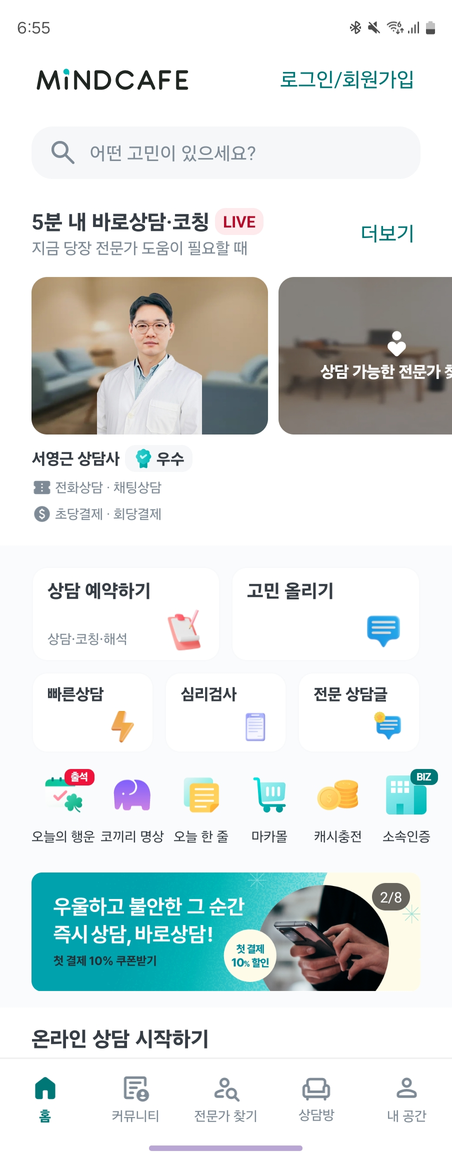 6:55
MiNDCAFE
로그인/회원가입
어떤 고민이 있으세요?
5분 내 바로상담·코칭 LIVE
지금 당장 전문가 도움이 필요할 때
더보기
상담 가능한 전문가 찾
서영근 상담사 우수
전화상담 · 채팅상담
초당결제 · 회당결제
상담 예약하기
상담·코칭·해석
고민 올리기
빠른상담
심리검사
전문 상담글
출석
BIZ
오늘의 행운
코끼리 명상
오늘 한 줄
마카몰
캐시충전
소속인증
우울하고 불안한 그 순간
즉시 상담, 바로상담!
첫 결제 10% 쿠폰받기
첫 결제
10% 할인
2/8
온라인 상담 시작하기
홈
커뮤니티
전문가 찾기
상담방
내 공간